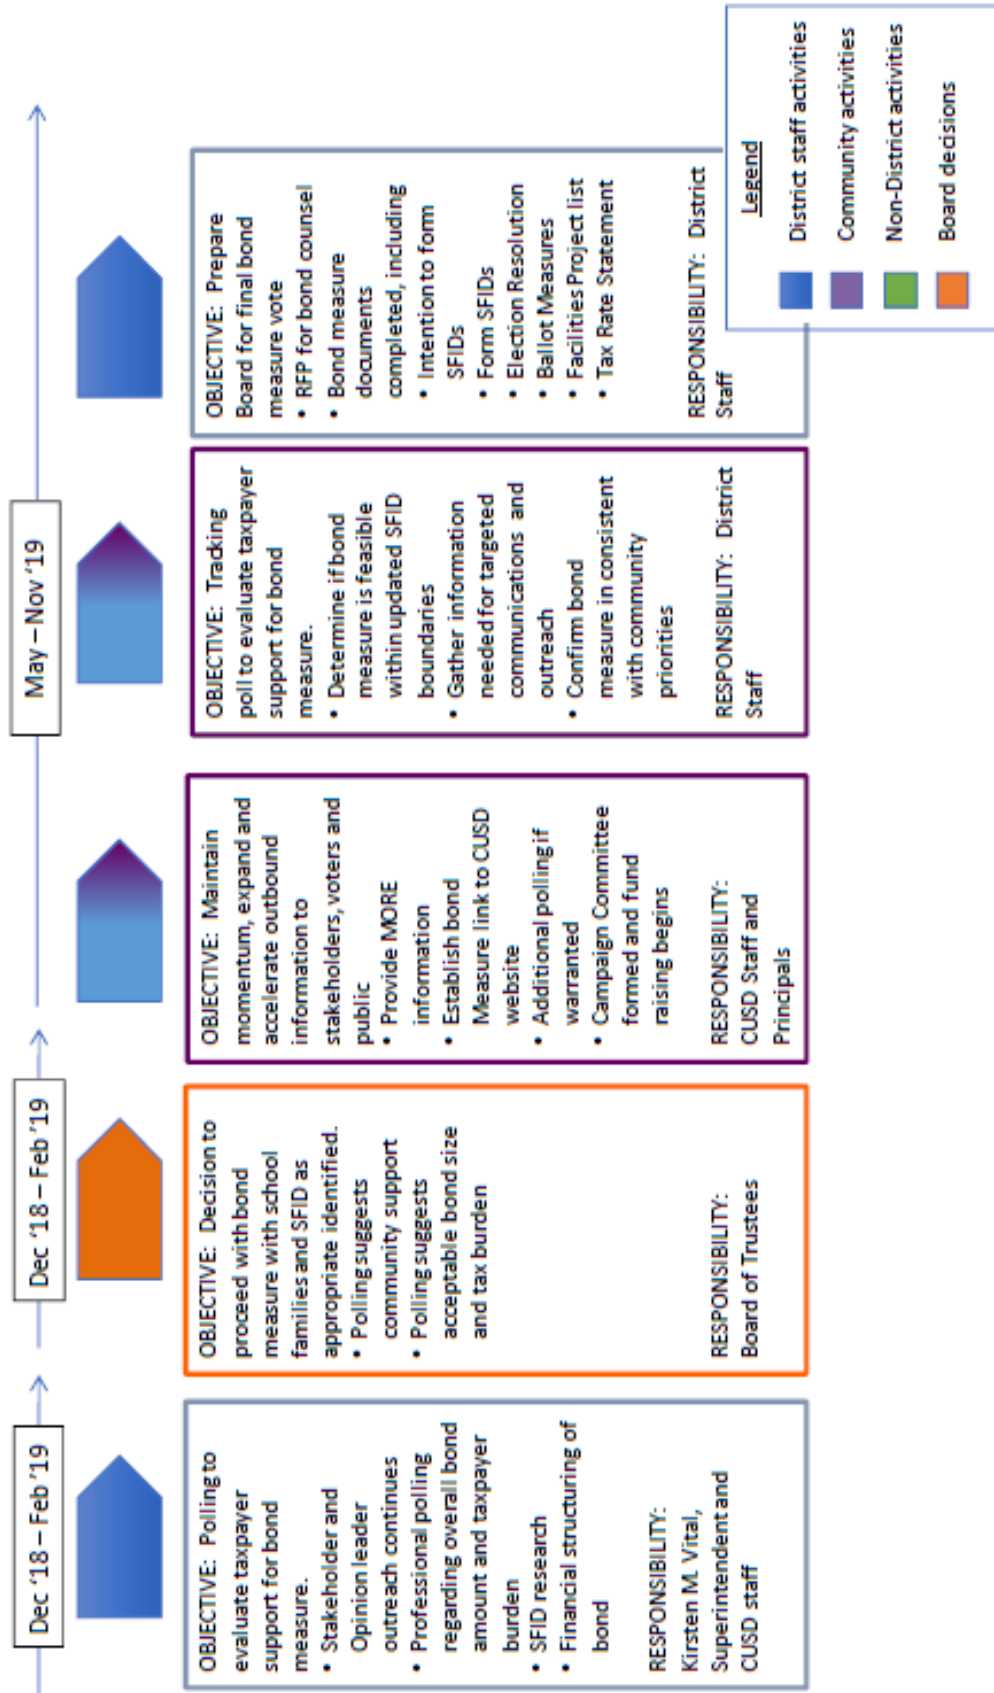 Dec '18 – Feb '19
OBJECTIVE: Polling to
evaluate taxpayer
support for bond
measure.
• Stakeholder and
Opinion leader
outreach continues
• Professional polling
regarding overall bond
amount and taxpayer
burden
• SFID research
• Financial structuring of
bond
RESPONSIBILITY:
Kirsten M. Vital,
Superintendent and
CUSD staff
Dec '18 – Feb '19
OBJECTIVE: Decision to
proceed with bond
measure with school
families and SFID as
appropriate identified.
• Polling suggests
community support
• Polling suggests
acceptable bond size
and tax burden
RESPONSIBILITY:
Board of Trustees
May – Nov '19
OBJECTIVE: Maintain
momentum, expand and
accelerate outbound
information to
stakeholders, voters and
public
• Provide MORE
information
• Establish bond
Measure link to CUSD
website
• Additional polling if
warranted
• Campaign Committee
formed and fund
raising begins
RESPONSIBILITY:
CUSD Staff and
Principals
OBJECTIVE: Tracking
poll to evaluate taxpayer
support for bond
measure.
• Determine if bond
measure is feasible
within updated SFID
boundaries
• Gather information
needed for targeted
communications and
outreach
• Confirm bond
measure in consistent
with community
priorities
RESPONSIBILITY: District
Staff
OBJECTIVE: Prepare
Board for final bond
measure vote
• RFP for bond counsel
• Bond measure
documents
completed, including
• Intention to form
SFIDs
• Form SFIDs
• Election Resolution
• Ballot Measures
• Facilities Project list
• Tax Rate Statement
RESPONSIBILITY: District
Staff
Legend
District staff activities
Community activities
Non-District activities
Board decisions